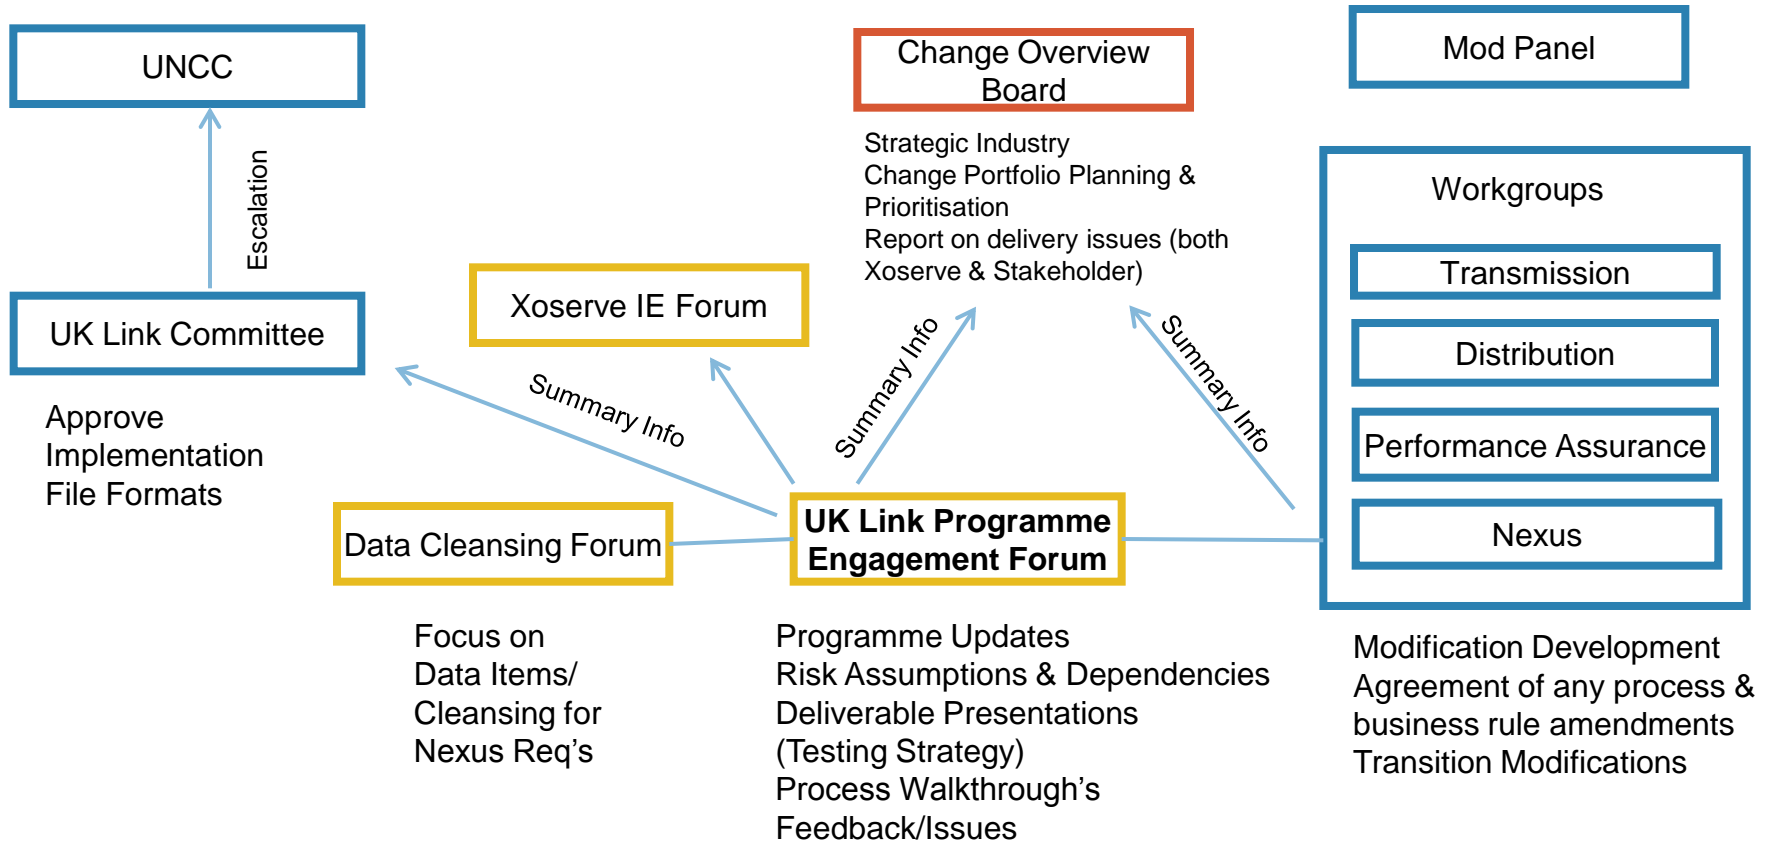 UNCC
Change Overview
Board
Mod Panel
Escalation
Strategic Industry
Change Portfolio Planning &
Prioritisation
Report on delivery issues (both
Xoserve & Stakeholder)
Workgroups
Transmission
Distribution
Performance Assurance
Nexus
UK Link Committee
Xoserve IE Forum
Summary Info
Summary Info
Summary Info
Approve
Implementation
File Formats
Data Cleansing Forum
UK Link Programme
Engagement Forum
Focus on
Data Items/
Cleansing for
Nexus Req’s
Programme Updates
Risk Assumptions & Dependencies
Deliverable Presentations
(Testing Strategy)
Process Walkthrough’s
Feedback/Issues
Modification Development
Agreement of any process &
business rule amendments
Transition Modifications